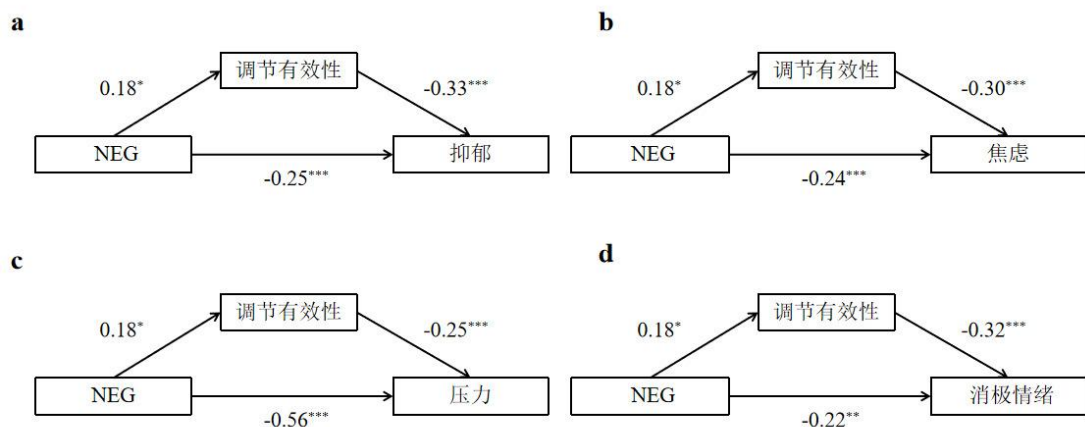 a
调节有效性
0.18*
-0.33***
NEG
抑郁
-0.25***
b
调节有效性
0.18*
-0.30***
NEG
焦虑
-0.24***
c
调节有效性
0.18*
-0.25***
NEG
压力
-0.56***
d
调节有效性
0.18*
-0.32***
NEG
消极情绪
-0.22**